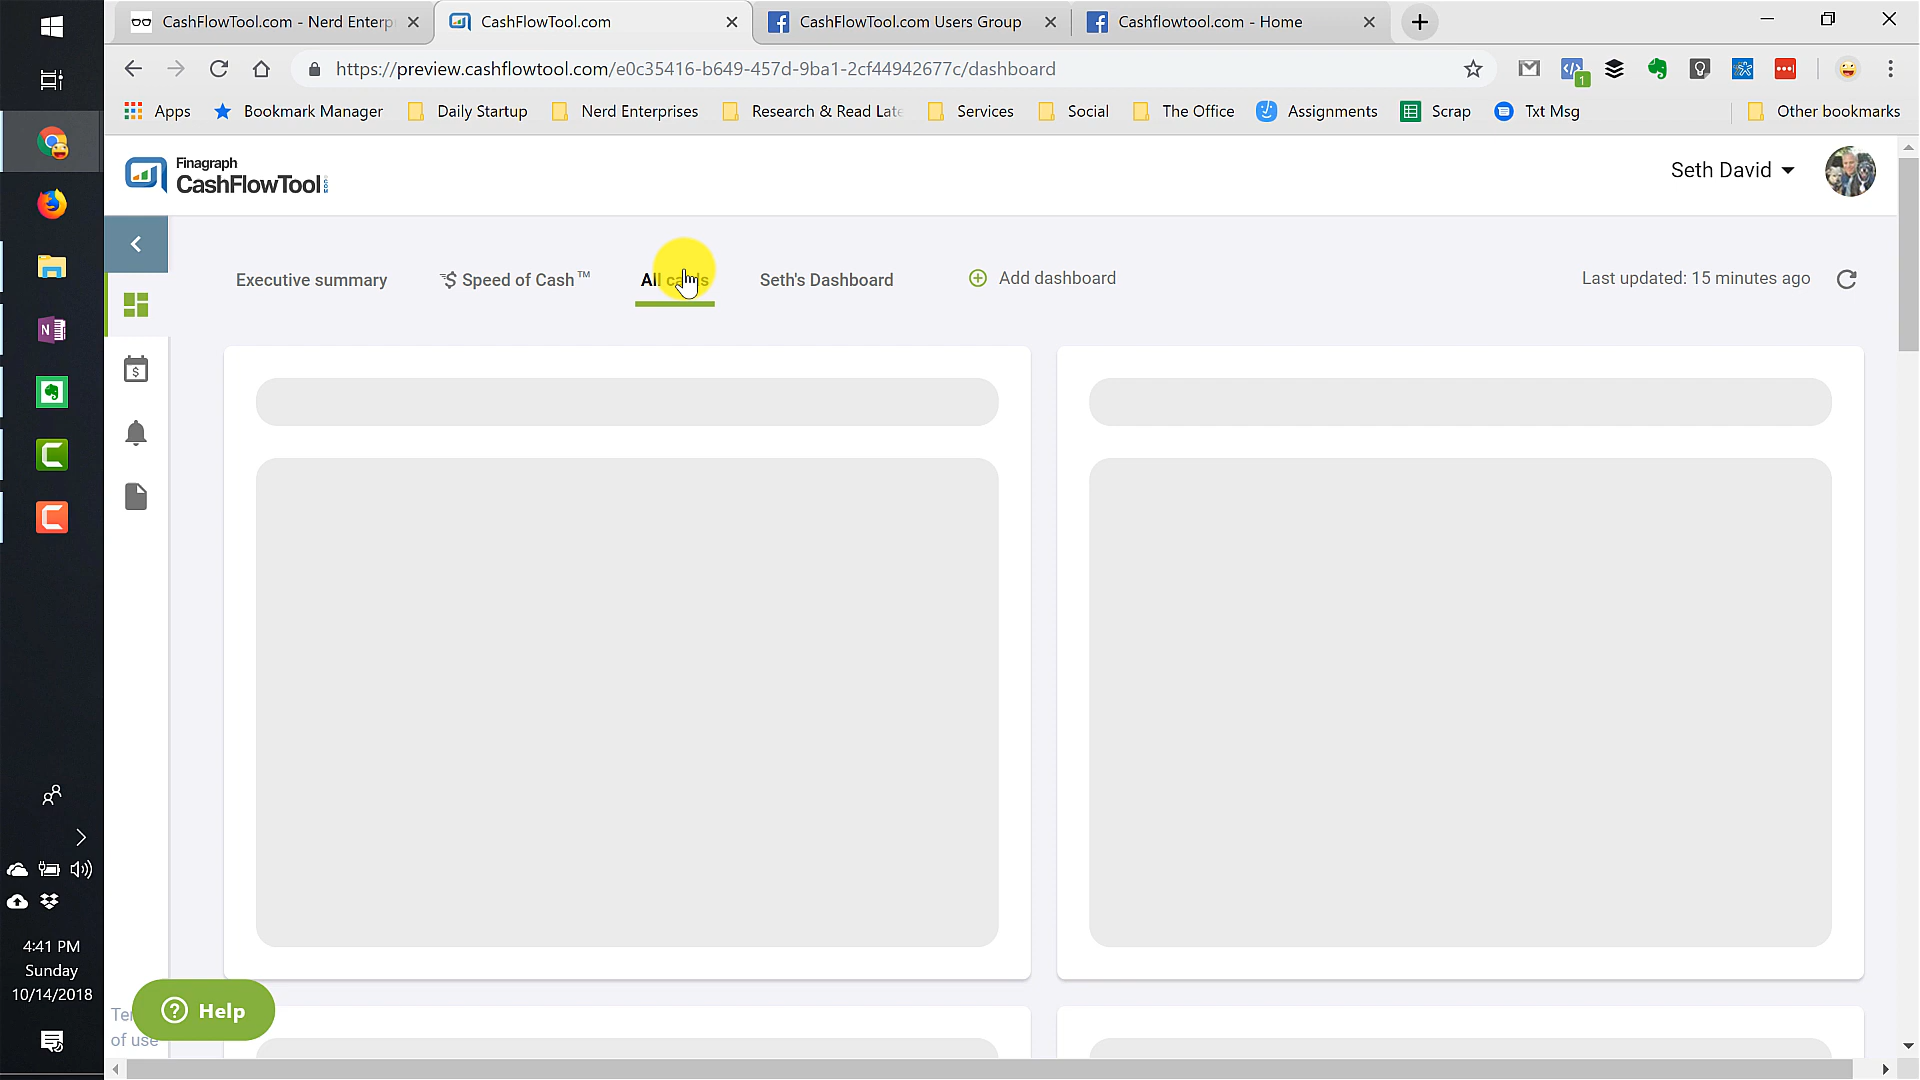 CashFlowTool.com - Nerd Enterp
CashFlowTool.com
CashFlowTool.com Users Group
Cashflowtool.com - Home
https://preview.cashflowtool.com/e0c35416-b649-457d-9ba1-2cf44942677c/dashboard
1
Apps
Bookmark Manager
Daily Startup
Nerd Enterprises
Research & Read Late
Services
Social
The Office
Assignments
Scrap
Txt Msg
Other bookmarks
Finagraph
CashFlowTool
Seth David
Executive summary
Speed of Cash™
All cards
Seth's Dashboard
Add dashboard
Last updated: 15 minutes ago
4:41 PM
Sunday
10/14/2018
Help
of use